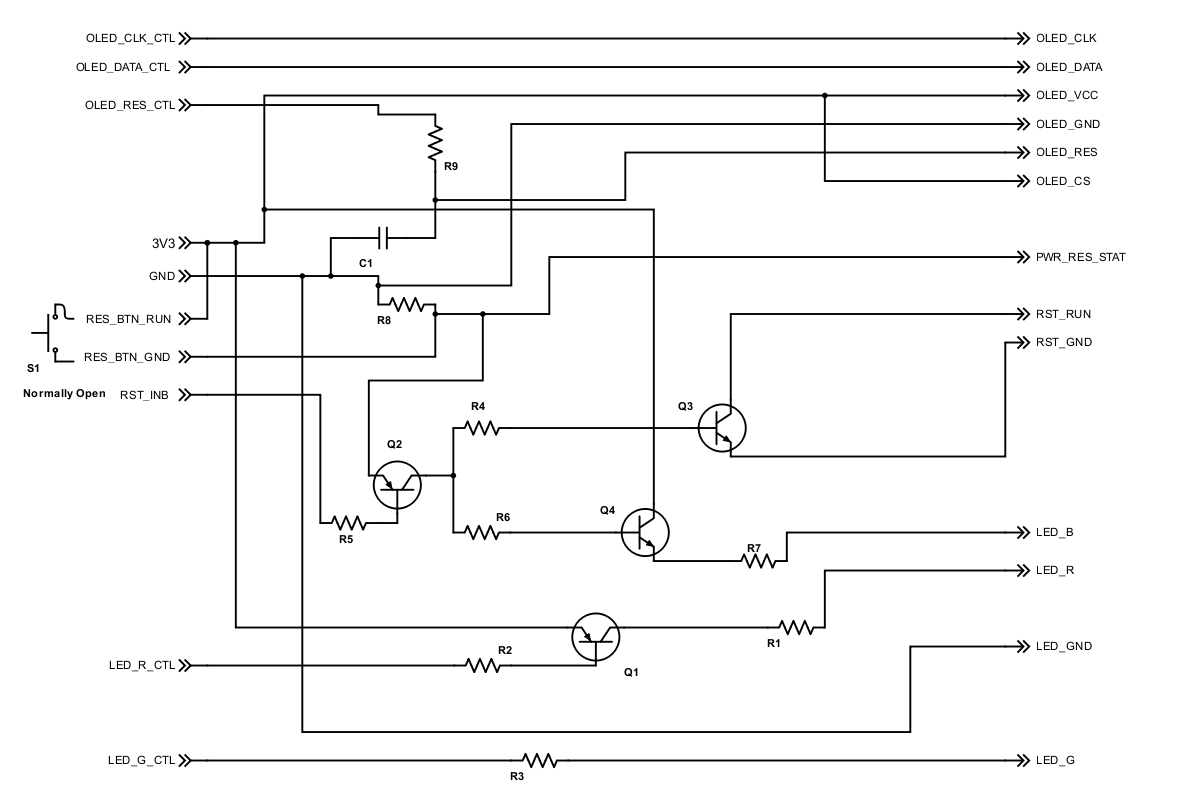 OLED_CLK_CTL
OLED_CLK
OLED_DATA_CTL
OLED_DATA
OLED_VCC
OLED_RES_CTL
OLED_GND
OLED_RES
R9
OLED_CS
3V3
PWR_RES_STAT
C1
GND
RES_BTN_RUN
R8
RST_RUN
RST_GND
RES_BTN_GND
S1
Normally Open
RST_INB
R4
Q3
Q2
Q4
R6
R5
LED_B
R7
LED_R
R1
R2
LED_GND
LED_R_CTL
Q1
LED_G_CTL
R3
LED_G